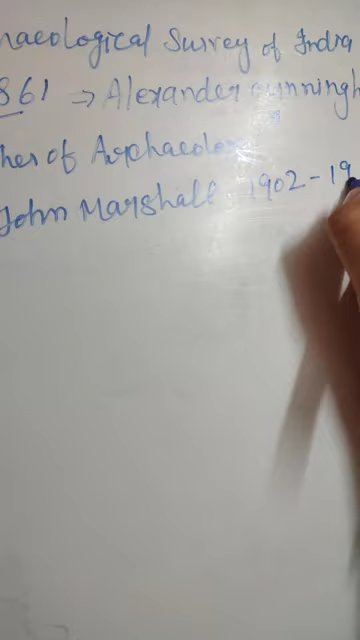 haeological Survey of India
861 → Alexander Cunningh
her of Archaeolo
John Marshall 1902-19